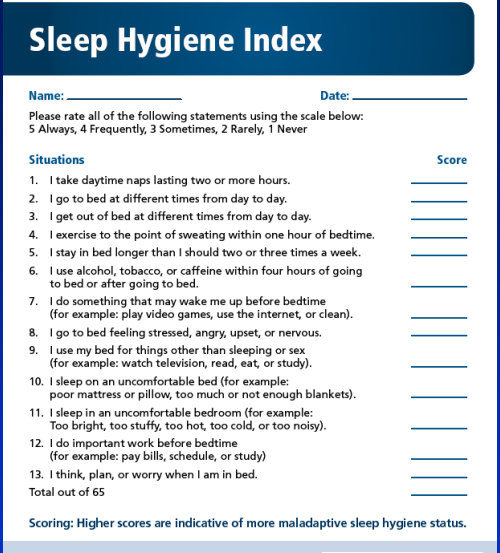 Sleep Hygiene Index
Name: Date:
Please rate all of the following statements using the scale below:
5 Always, 4 Frequently, 3 Sometimes, 2 Rarely, 1 Never
Situations Score
1. I take daytime naps lasting two or more hours.
2. I go to bed at different times from day to day.
3. I get out of bed at different times from day to day.
4. I exercise to the point of sweating within one hour of bedtime.
5. I stay in bed longer than I should two or three times a week.
6. I use alcohol, tobacco, or caffeine within four hours of going
to bed or after going to bed.
7. I do something that may wake me up before bedtime
(for example: play video games, use the internet, or clean).
8. I go to bed feeling stressed, angry, upset, or nervous.
9. I use my bed for things other than sleeping or sex
(for example: watch television, read, eat, or study).
10. I sleep on an uncomfortable bed (for example:
poor mattress or pillow, too much or not enough blankets).
11. I sleep in an uncomfortable bedroom (for example:
Too bright, too stuffy, too hot, too cold, or too noisy).
12. I do important work before bedtime
(for example: pay bills, schedule, or study)
13. I think, plan, or worry when I am in bed.
Total out of 65
Scoring: Higher scores are indicative of more maladaptive sleep hygiene status.